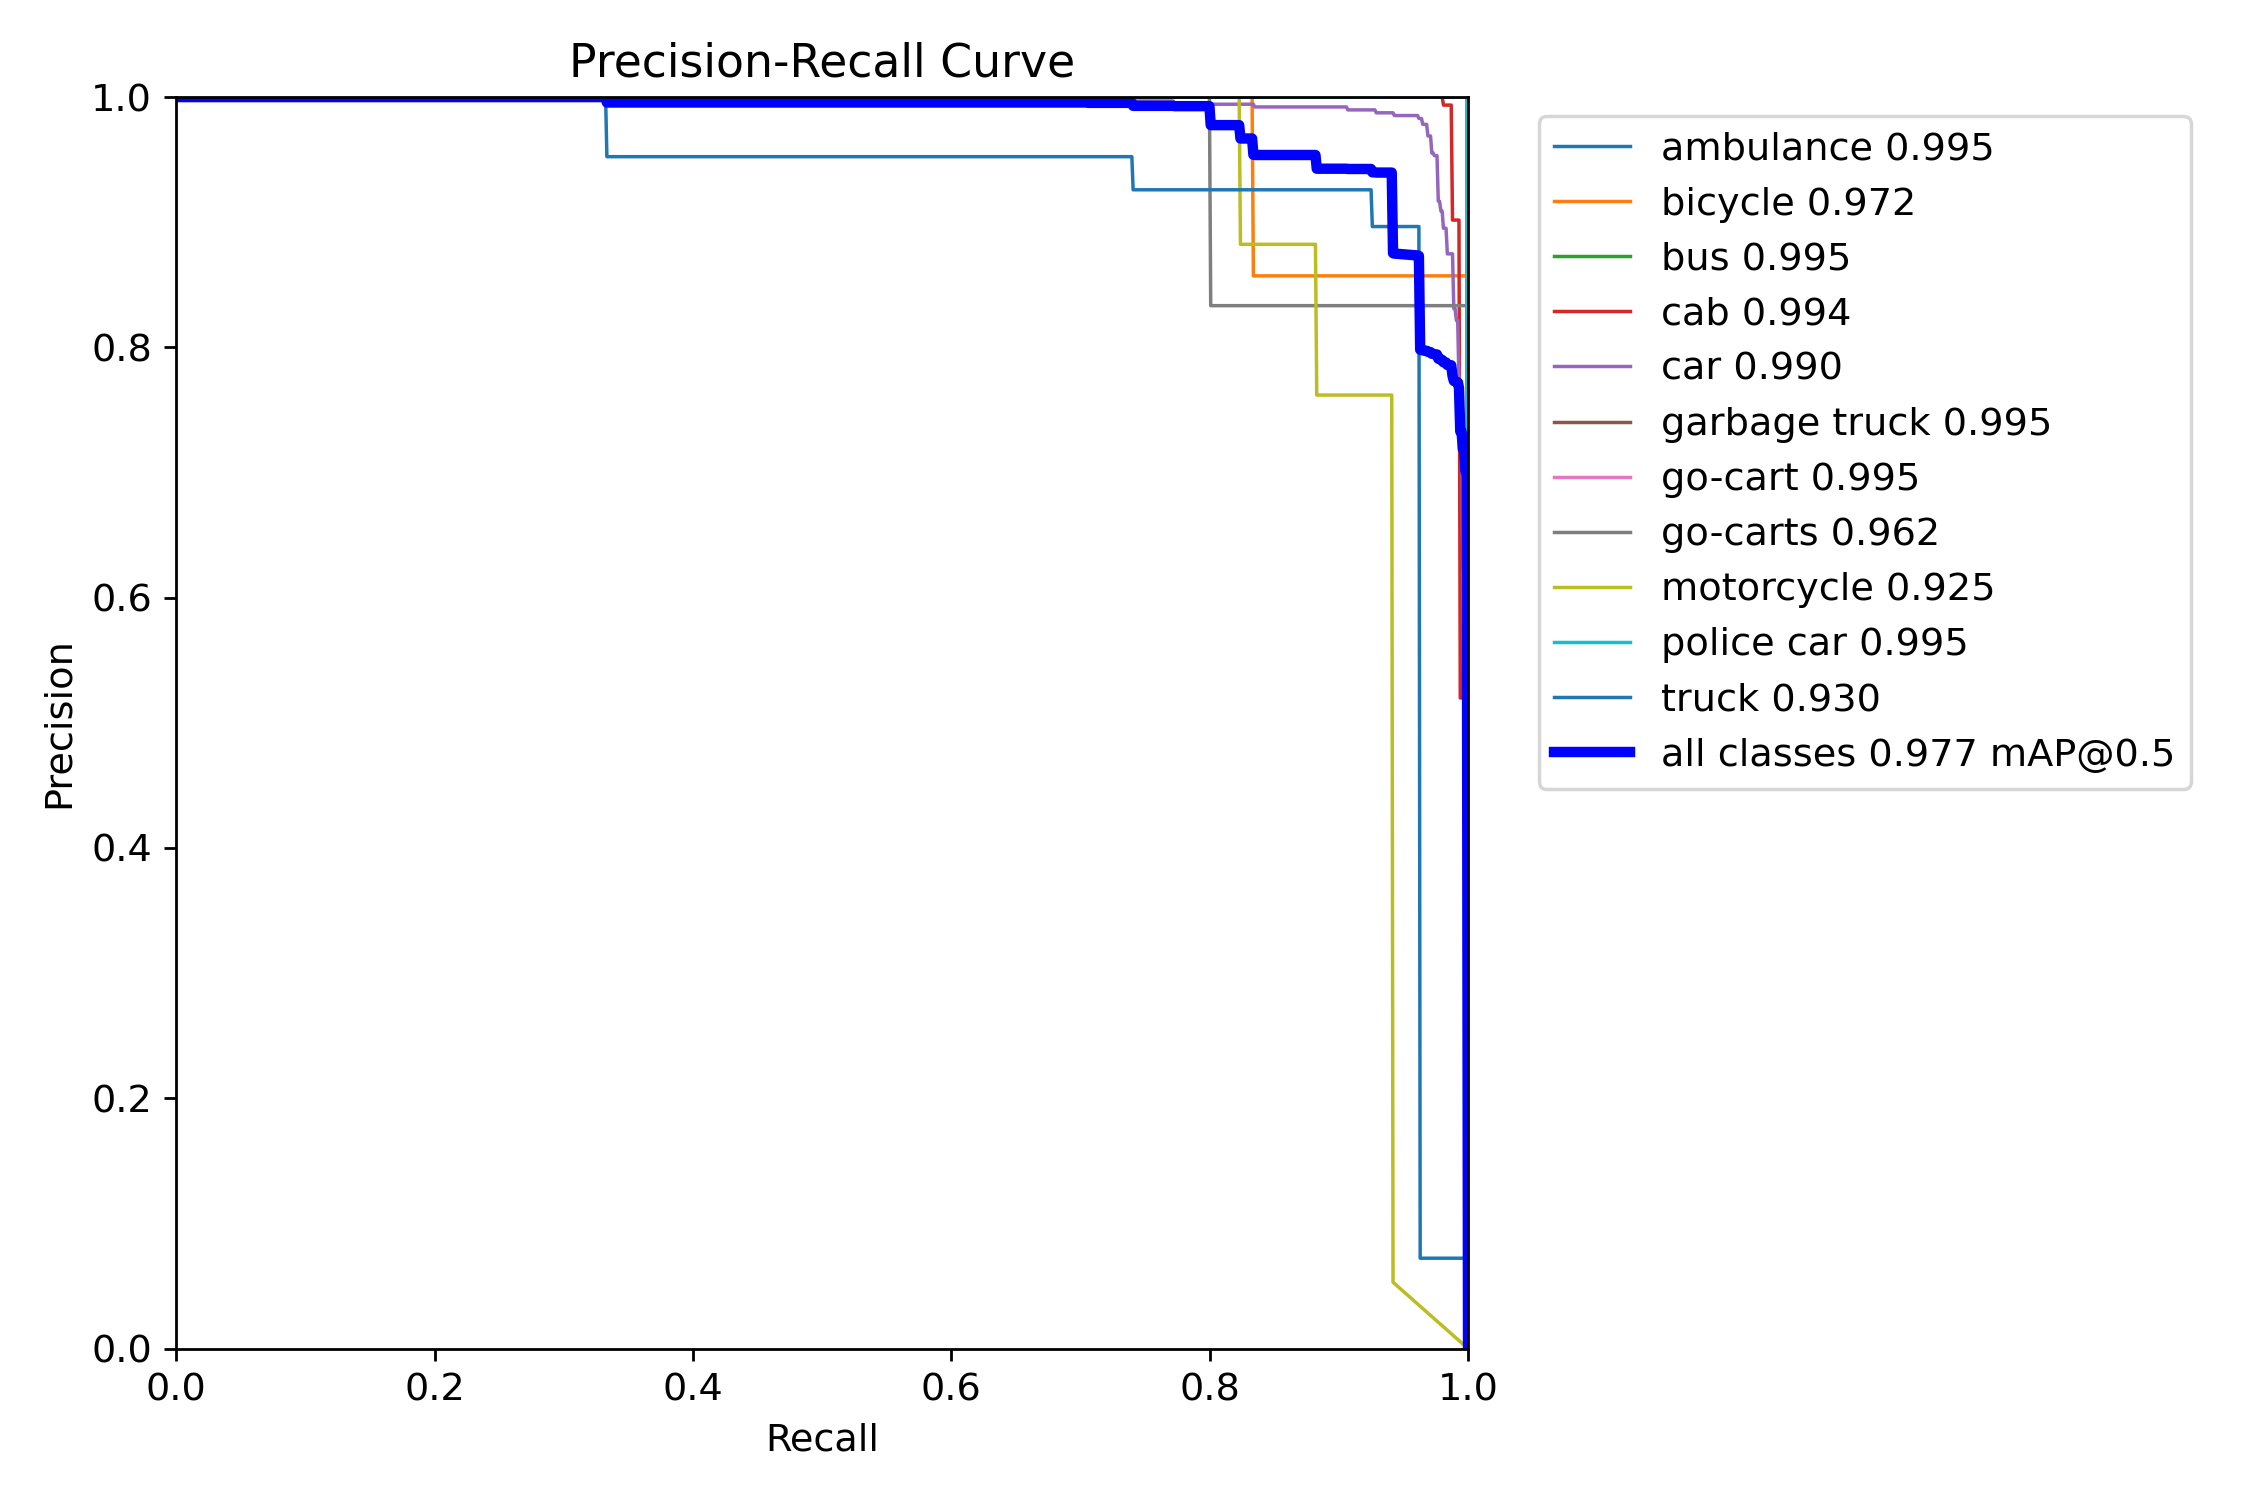 Precision-Recall Curve
1.0
0.8
0.6
0.4
0.2
0.0
Precision
0.0 0.2 0.4 0.6 0.8 1.0
Recall
ambulance 0.995
bicycle 0.972
bus 0.995
cab 0.994
car 0.990
garbage truck 0.995
go-cart 0.995
go-carts 0.962
motorcycle 0.925
police car 0.995
truck 0.930
all classes 0.977 mAP@0.5